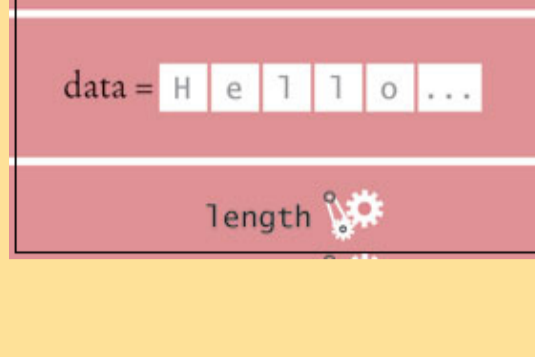 data = H e l l o ...
length